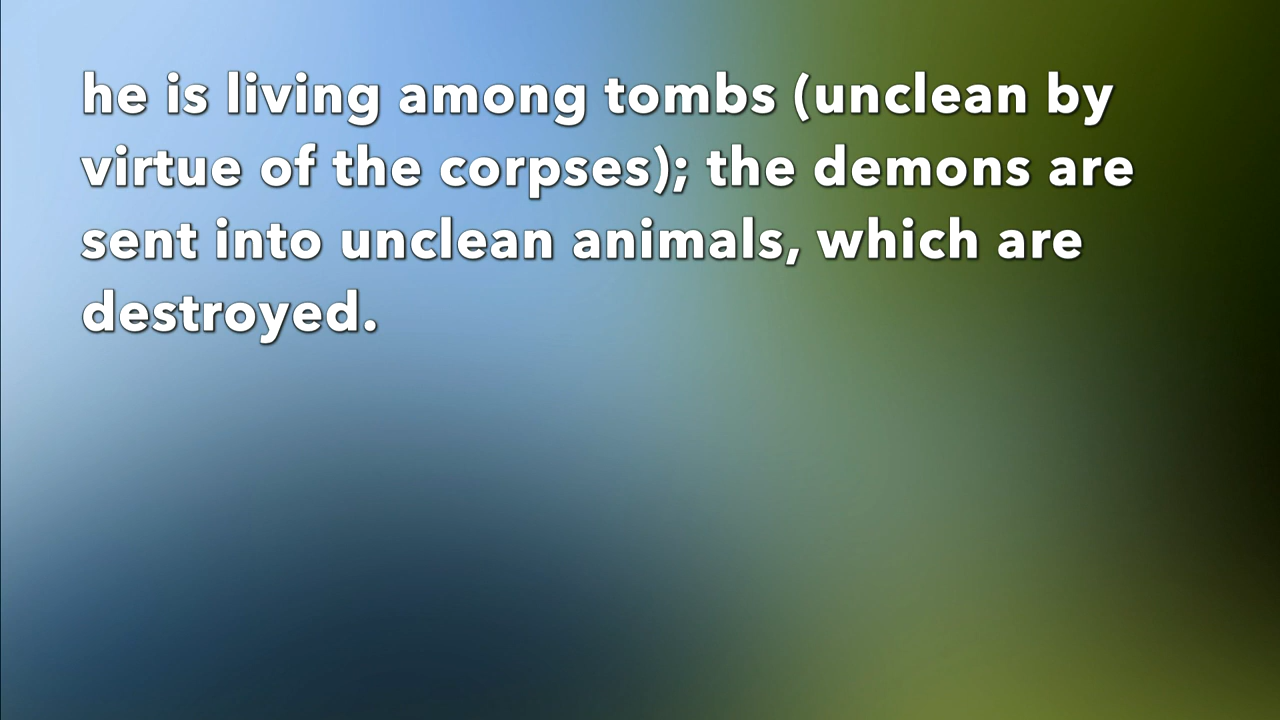 he is living among tombs (unclean by
virtue of the corpses); the demons are
sent into unclean animals, which are
destroyed.